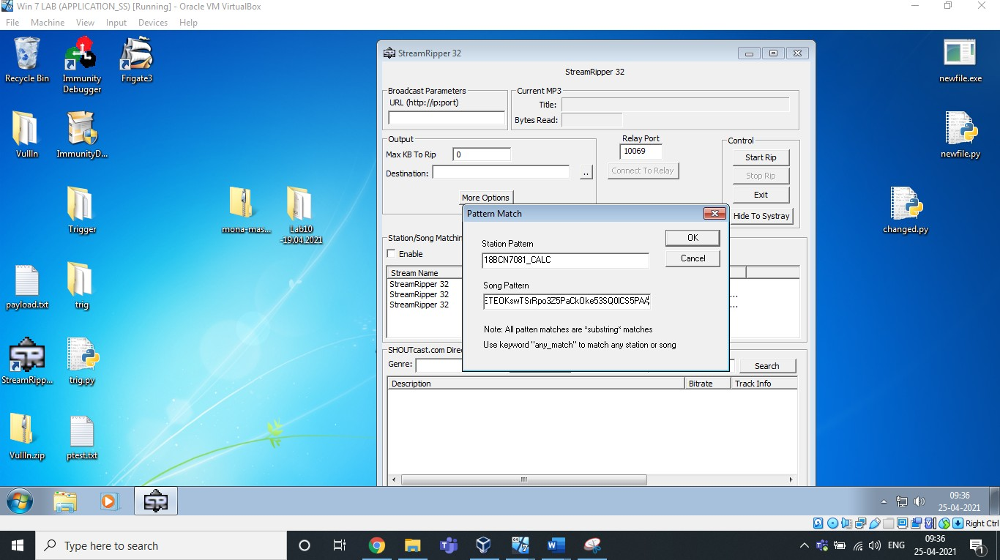 Win 7 LAB (APPLICATION_SS) [Running] - Oracle VM VirtualBox
File Machine View Input Devices Help
Recycle Bin
Immunity Debugger
Frigate3
VullIn
ImmunityD...
Trigger
mona-mas...
Lab10 -19.04.2021
payload.txt
trig
StreamRipp...
trig.py
VullIn.zip
ptest.txt
newfile.exe
newfile.py
changed.py
StreamRipper 32
StreamRipper 32
Broadcast Parameters
URL (http://ip:port)
Current MP3
Title:
Bytes Read:
Output
Max KB To Rip 0
Destination:
..
More Options
Relay Port
10069
Connect To Relay
Control
Start Rip
Stop Rip
Exit
Hide To Systray
Station/Song Matchin
Enable
Stream Name
StreamRipper 32
StreamRipper 32
StreamRipper 32
...
...
Pattern Match
Station Pattern
18BCN7081_CALC
Song Pattern
ETEOKswTSrRpo3Z5PaCkOke53SQ0lCS5PAA
OK
Cancel
Note: All patten matches are *substring* matches
Use keyword "any_match" to match any station or song
SHOUTcast.com Direc
Genre:
Search
Description Bitrate Track Info
09:36
25-04-2021
Right Ctrl
Type here to search
ENG
09:36
25-04-2021
1